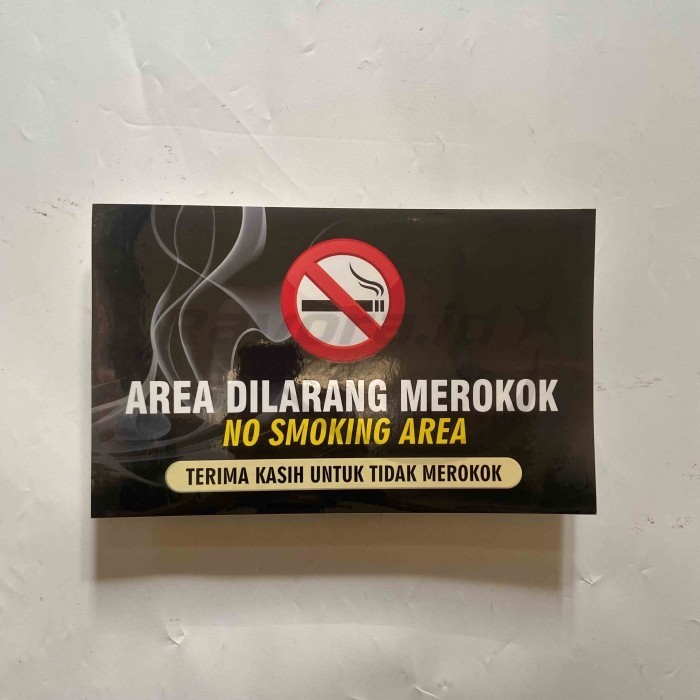 AREA DILARANG MEROKOK
NO SMOKING AREA
TERIMA KASIH UNTUK TIDAK MEROKOK